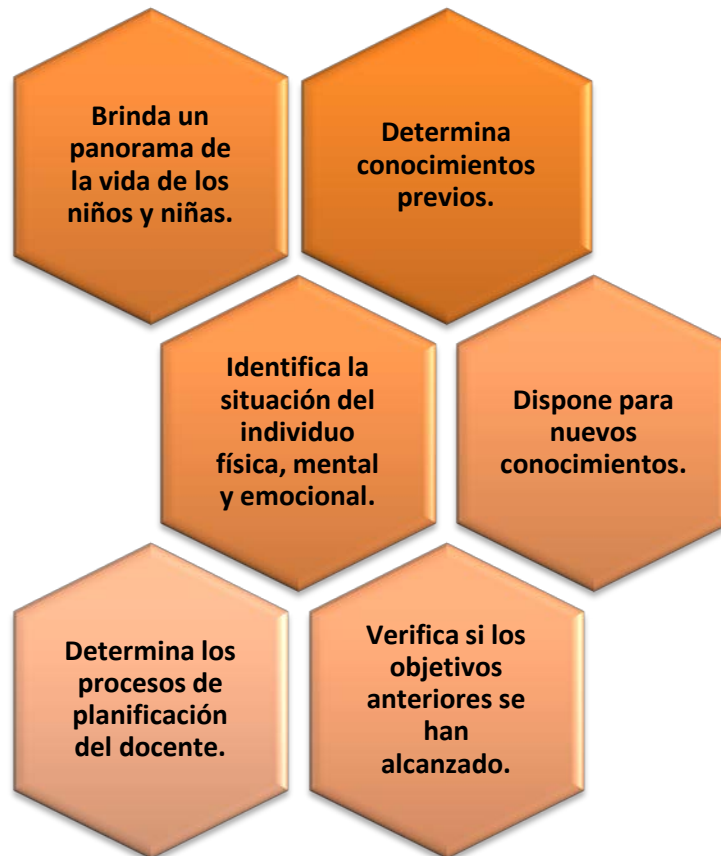 Brinda un
panorama de
la vida de los
niños y niñas.
Determina
conocimientos
previos.
Identifica la
situación del
individuo
física, mental
y emocional.
Dispone para
nuevos
conocimientos.
Determina los
procesos de
planificación
del docente.
Verifica si los
objetivos
anteriores se
han
alcanzado.